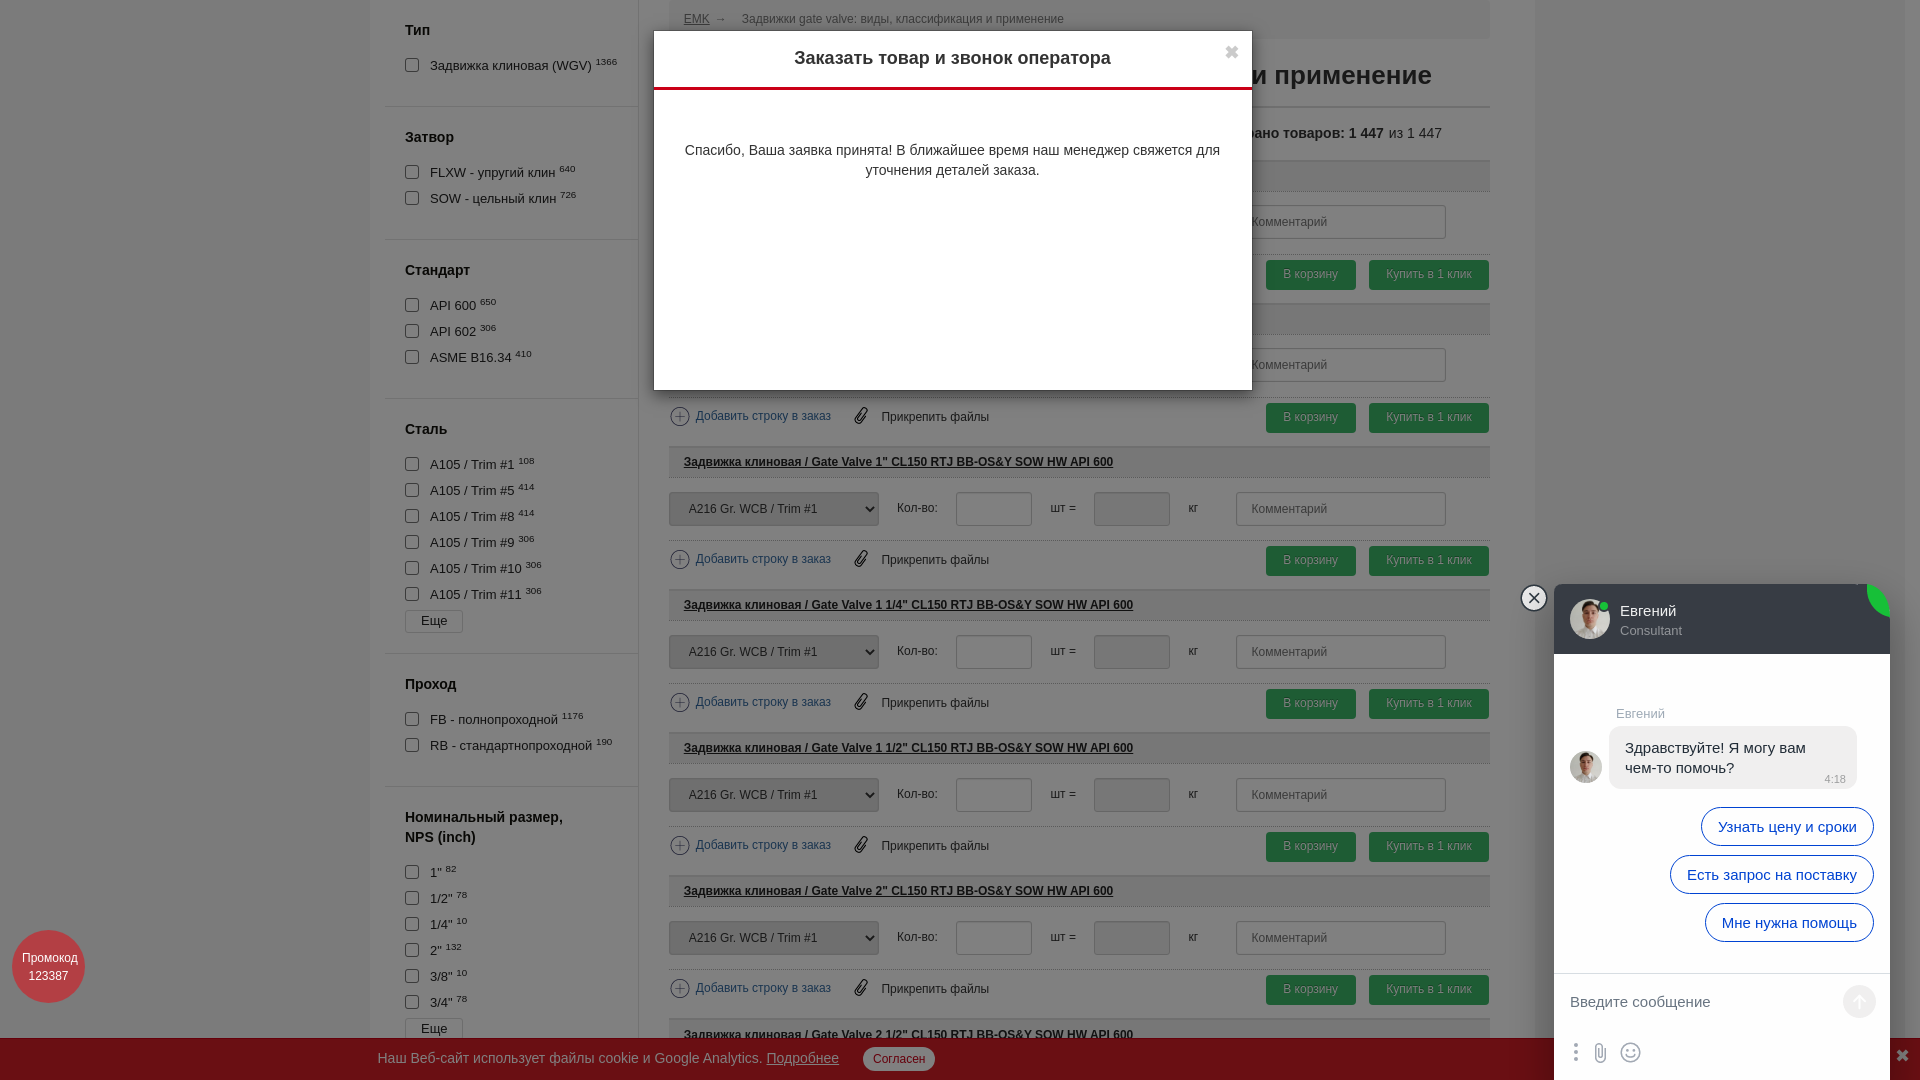 Тип
Задвижка клиновая (WGV) 1366
Затвор
FLXW - упругий клин 640
SOW - цельный клин 726
Стандарт
API 600 650
API 602 306
ASME B16.34 410
Сталь
A105 / Trim #1 108
A105 / Trim #5 414
A105 / Trim #8 414
A105 / Trim #9 306
A105 / Trim #10 306
A105 / Trim #11 306
Еще
Проход
FB - полнопроходной 1176
RB - стандартнопроходной 190
Номинальный размер,
NPS (inch)
1" 82
1/2" 78
1/4" 10
2" 132
3/8" 10
3/4" 78
Еще
Промокод
123387
EMK → Задвижки gate valve: виды, классификация и применение
и применение
рано товаров: 1 447 из 1 447
Заказать товар и звонок оператора
✖
Спасибо, Ваша заявка принята! В ближайшее время наш менеджер свяжется для
уточнения деталей заказа.
Комментарий
В корзину Купить в 1 клик
Комментарий
Добавить строку в заказ Прикрепить файлы В корзину Купить в 1 клик
Задвижка клиновая / Gate Valve 1" CL150 RTJ BB-OS&Y SOW HW API 600
A216 Gr. WCB / Trim #1 Кол-во: шт = кг Комментарий
Добавить строку в заказ Прикрепить файлы В корзину Купить в 1 клик
Задвижка клиновая / Gate Valve 1 1/4" CL150 RTJ BB-OS&Y SOW HW API 600
A216 Gr. WCB / Trim #1 Кол-во: шт = кг Комментарий
Добавить строку в заказ Прикрепить файлы В корзину Купить в 1 клик
Задвижка клиновая / Gate Valve 1 1/2" CL150 RTJ BB-OS&Y SOW HW API 600
A216 Gr. WCB / Trim #1 Кол-во: шт = кг Комментарий
Добавить строку в заказ Прикрепить файлы В корзину Купить в 1 клик
Задвижка клиновая / Gate Valve 2" CL150 RTJ BB-OS&Y SOW HW API 600
A216 Gr. WCB / Trim #1 Кол-во: шт = кг Комментарий
Добавить строку в заказ Прикрепить файлы В корзину Купить в 1 клик
Задвижка клиновая / Gate Valve 2 1/2" CL150 RTJ BB-OS&Y SOW HW API 600
Наш Веб-сайт использует файлы cookie и Google Analytics. Подробнее Согласен ✖
Евгений
Consultant
Евгений
Здравствуйте! Я могу вам
чем-то помочь?
4:18
Узнать цену и сроки
Есть запрос на поставку
Мне нужна помощь
Введите сообщение